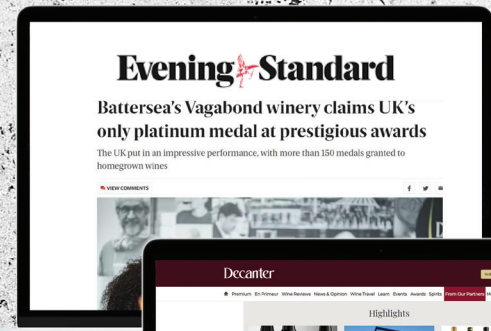 Evening Standard
Battersea's Vagabond winery claims UK's
only platinum medal at prestigious awards
The UK put in an impressive performance, with more than 150 medals granted to
homegrown wines
VIEW COMMENTS
Decanter
Premium En Primeur Wine Reviews News & Opinion Wine Travel Learn Events Awards Spirits From Our Partners
Highlights